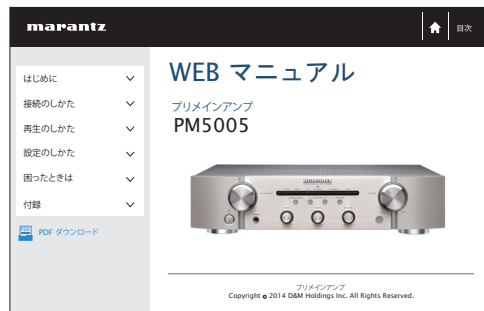 marantz
目次
はじめに
接続のしかた
再生のしかた
設定のしかた
困ったときは
付録
PDF ダウンロード
WEB マニュアル
プリメインアンプ
PM5005
marantz
プリメインアンプ
Copyright © 2014 D&M Holdings Inc. All Rights Reserved.